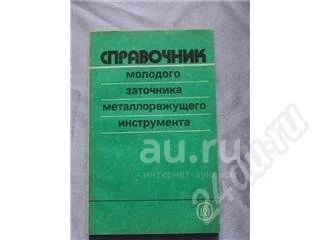 СПРАВОЧНИК
молодого
заточника
металлорежущего
инструмента
au.ru
интернет-аукцион
24au.ru